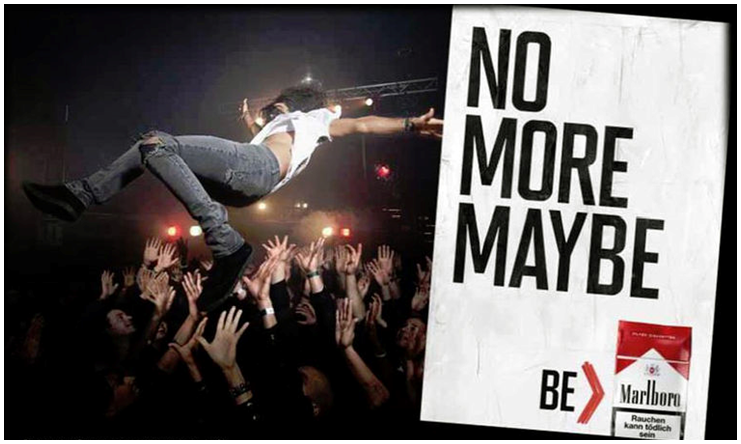 NO
MORE
MAYBE
BE
Marlboro
Rauchen
kann tödlich
sein